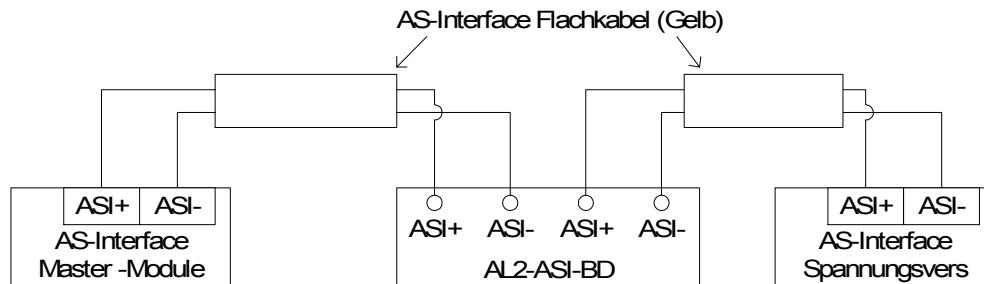 AS-Interface Flachkabel (Gelb)
ASI+ ASI-
AS-Interface
Master -Module
ASI+ ASI- ASI+ ASI-
AL2-ASI-BD
ASI+ ASI-
AS-Interface
Spannungsvers